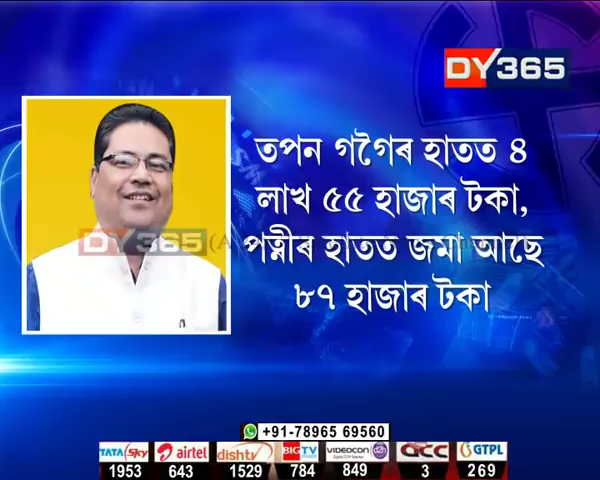 DY365
তপন গগৈৰ হাতত ৪
লাখ ৫৫ হাজাৰ টকা,
পত্নীৰ হাতত জমা আছে
৮৭ হাজাৰ টকা
DY365
+91-78965 69560
TATA Sky airtel dishtv BIG TV VIDEOCON d2h ACC GTPL
1953 643 1529 784 849 3 269